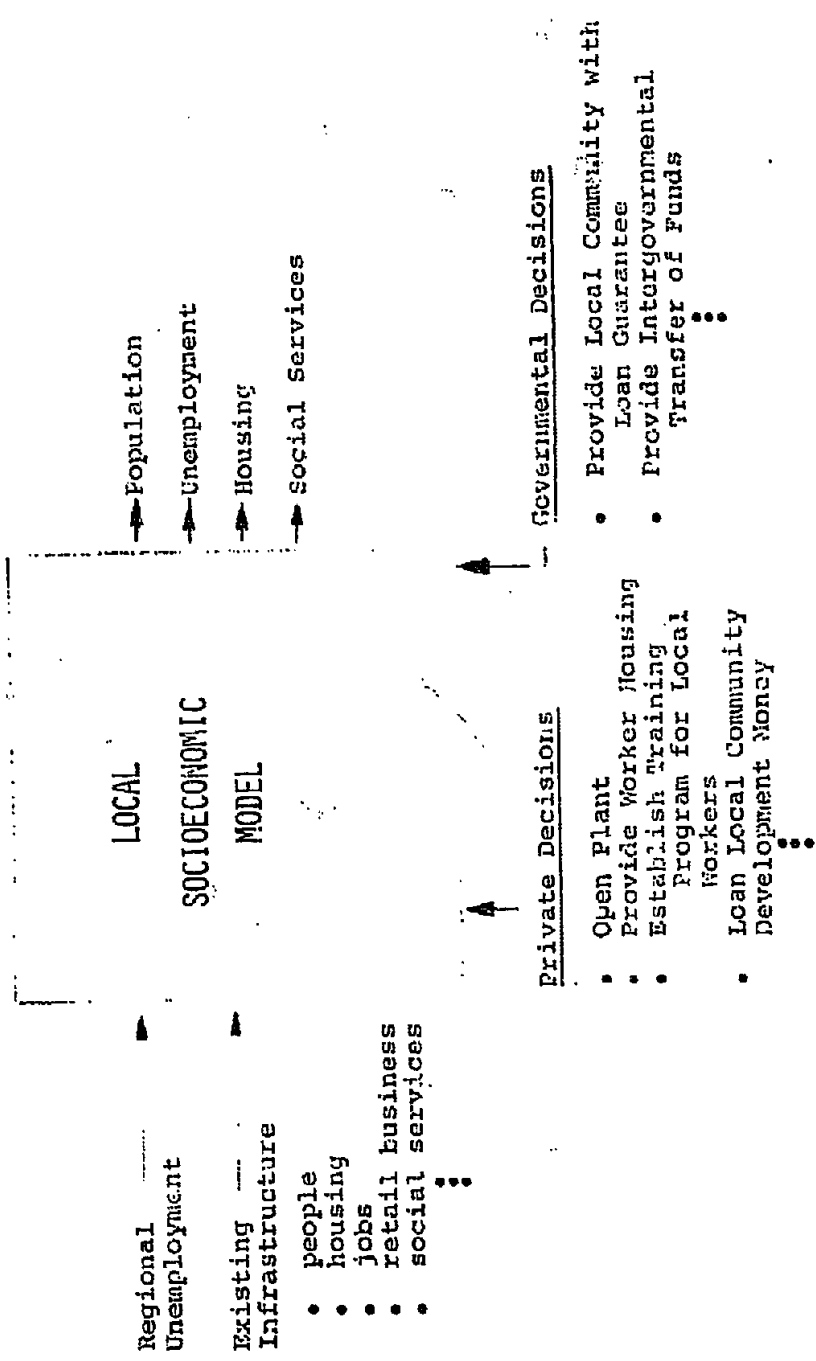 LOCAL
SOCIOECONOMIC
MODEL
Regional
Unemployment
Existing
Infrastructure
• people
• housing
• jobs
• retail business
• social services
•••
Population
Unemployment
Housing
Social Services
Private Decisions
• Open Plant
• Provide Worker Housing
• Establish Training
Program for Local
Workers
• Loan Local Community
Development Money
•••
Governmental Decisions
• Provide Local Community with
Loan Guarantee
• Provide Intergovernmental
Transfer of Funds
•••